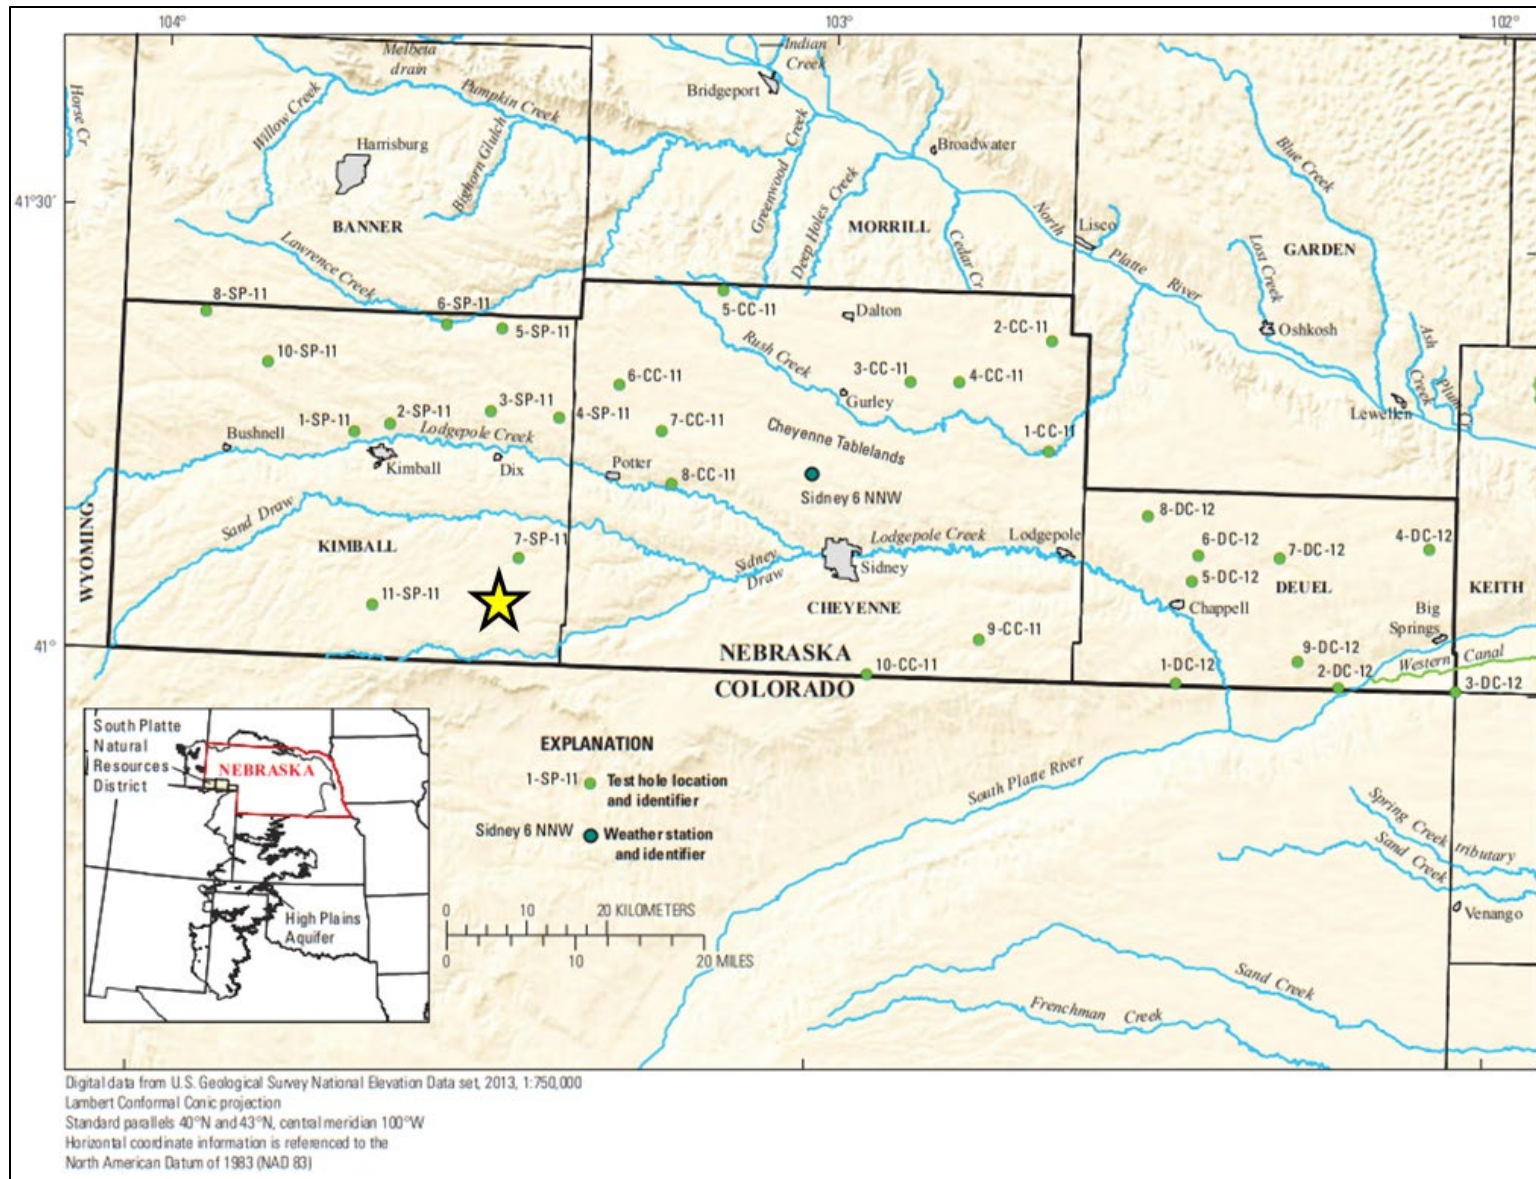 104°
103°
102°
Horse Cr
Melbeta
drain
Indian
Creek
Pumpkin Creek
Bridgeport
Willow Creek
Harrisburg
Bighorn Glulch
Greenwood Creek
Deep Holes Creek
Broadwater
Blue Creek
41°30'
BANNER
MORRILL
North
Platte
River
Lisco
Lost Creek
GARDEN
Lawrence Creek
Cedar Cr
8-SP-11
6-SP-11
5-SP-11
5-CC-11
Dalton
2-CC-11
Oshkosh
Ash
Creek
Plum Cr
10-SP-11
Rush Creek
6-CC-11
3-CC-11
4-CC-11
Gurley
Lewellen
1-SP-11
2-SP-11
3-SP-11
4-SP-11
7-CC-11
Cheyenne Tablelands
1-CC-11
Bushnell
Lodgepole Creek
Kimball
Dix
Potter
8-CC-11
Sidney 6 NNW
WYOMING
Sand Draw
KIMBALL
7-SP-11
Sidney
Draw
Lodgepole Creek
Lodgepole
Sidney
8-DC-12
6-DC-12
7-DC-12
4-DC-12
5-DC-12
DEUEL
KEITH
11-SP-11
CHEYENNE
Chappell
Big
Springs
9-CC-11
41°
NEBRASKA
10-CC-11
COLORADO
1-DC-12
9-DC-12
2-DC-12
Western Canal
3-DC-12
South Platte
Natural
Resources
District
NEBRASKA
High Plains
Aquifer
EXPLANATION
1-SP-11 Test hole location
and identifier
Sidney 6 NNW Weather station
and identifier
0 10 20 KILOMETERS
0 10 20 MILES
South Platte River
Spring Creek tributary
Sand Creek
Venango
Sand Creek
Frenchman Creek
Digital data from U.S. Geological Survey National Elevation Data set, 2013, 1:750,000
Lambert Conformal Conic projection
Standard parallels 40°N and 43°N, central meridian 100°W
Horizontal coordinate information is referenced to the
North American Datum of 1983 (NAD 83)